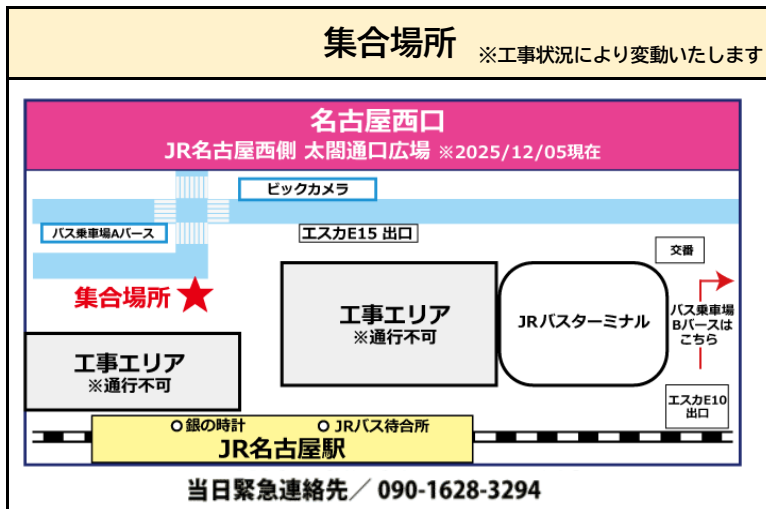 集合場所 ※工事状況により変動いたします
名古屋西口
JR名古屋西側 太閤通口広場 ※2025/12/05現在
ビックカメラ
バス乗車場Aバース
エスカE15 出口
交番
集合場所
工事エリア
※通行不可
JRバスターミナル
バス乗車場
Bバースは
こちら
工事エリア
※通行不可
エスカE10
出口
銀の時計
JRバス待合所
JR名古屋駅
当日緊急連絡先／ 090-1628-3294